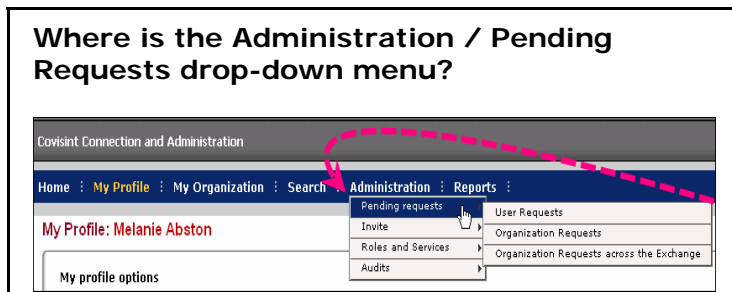 Where is the Administration / Pending
Requests drop-down menu?
Covisint Connection and Administration
Home : My Profile : My Organization : Search : Administration : Reports :
Pending requests
User Requests
Invite
Organization Requests
Roles and Services
Organization Requests across the Exchange
Audits
My Profile: Melanie Abston
My profile options